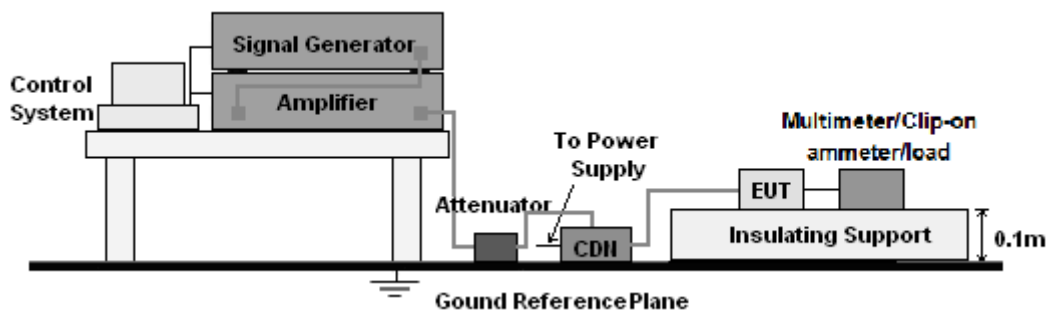 Signal Generator
Control
System
Amplifier
Multimeter/Clip-on
ammeter/load
To Power
Supply
Attenuator
EUT
CDN
Insulating Support
0.1m
Gound Reference Plane